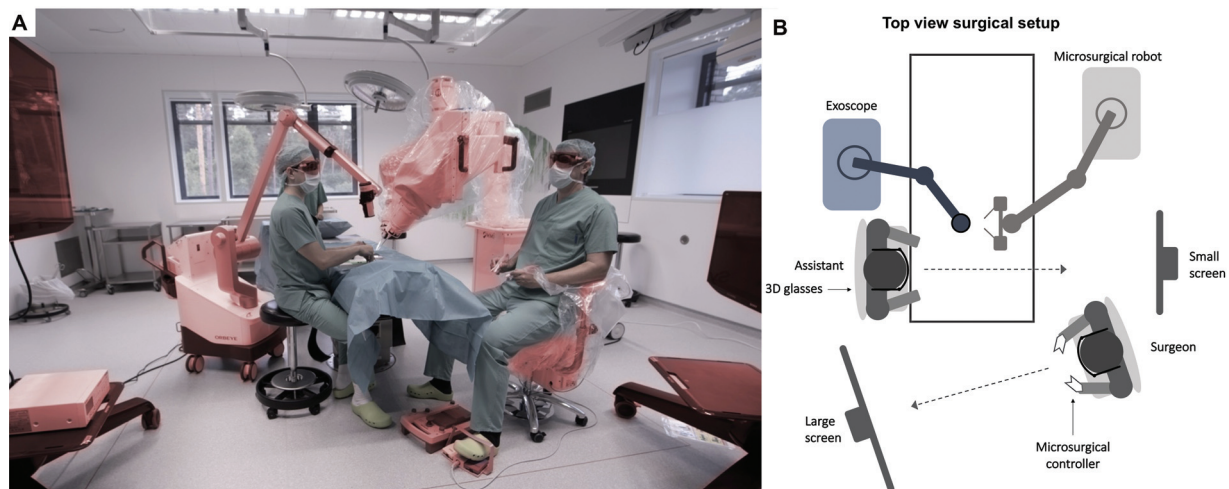 A
B
Top view surgical setup
Microsurgical robot
Exoscope
Assistant
3D glasses
Small
screen
Surgeon
Large
screen
Microsurgical
controller